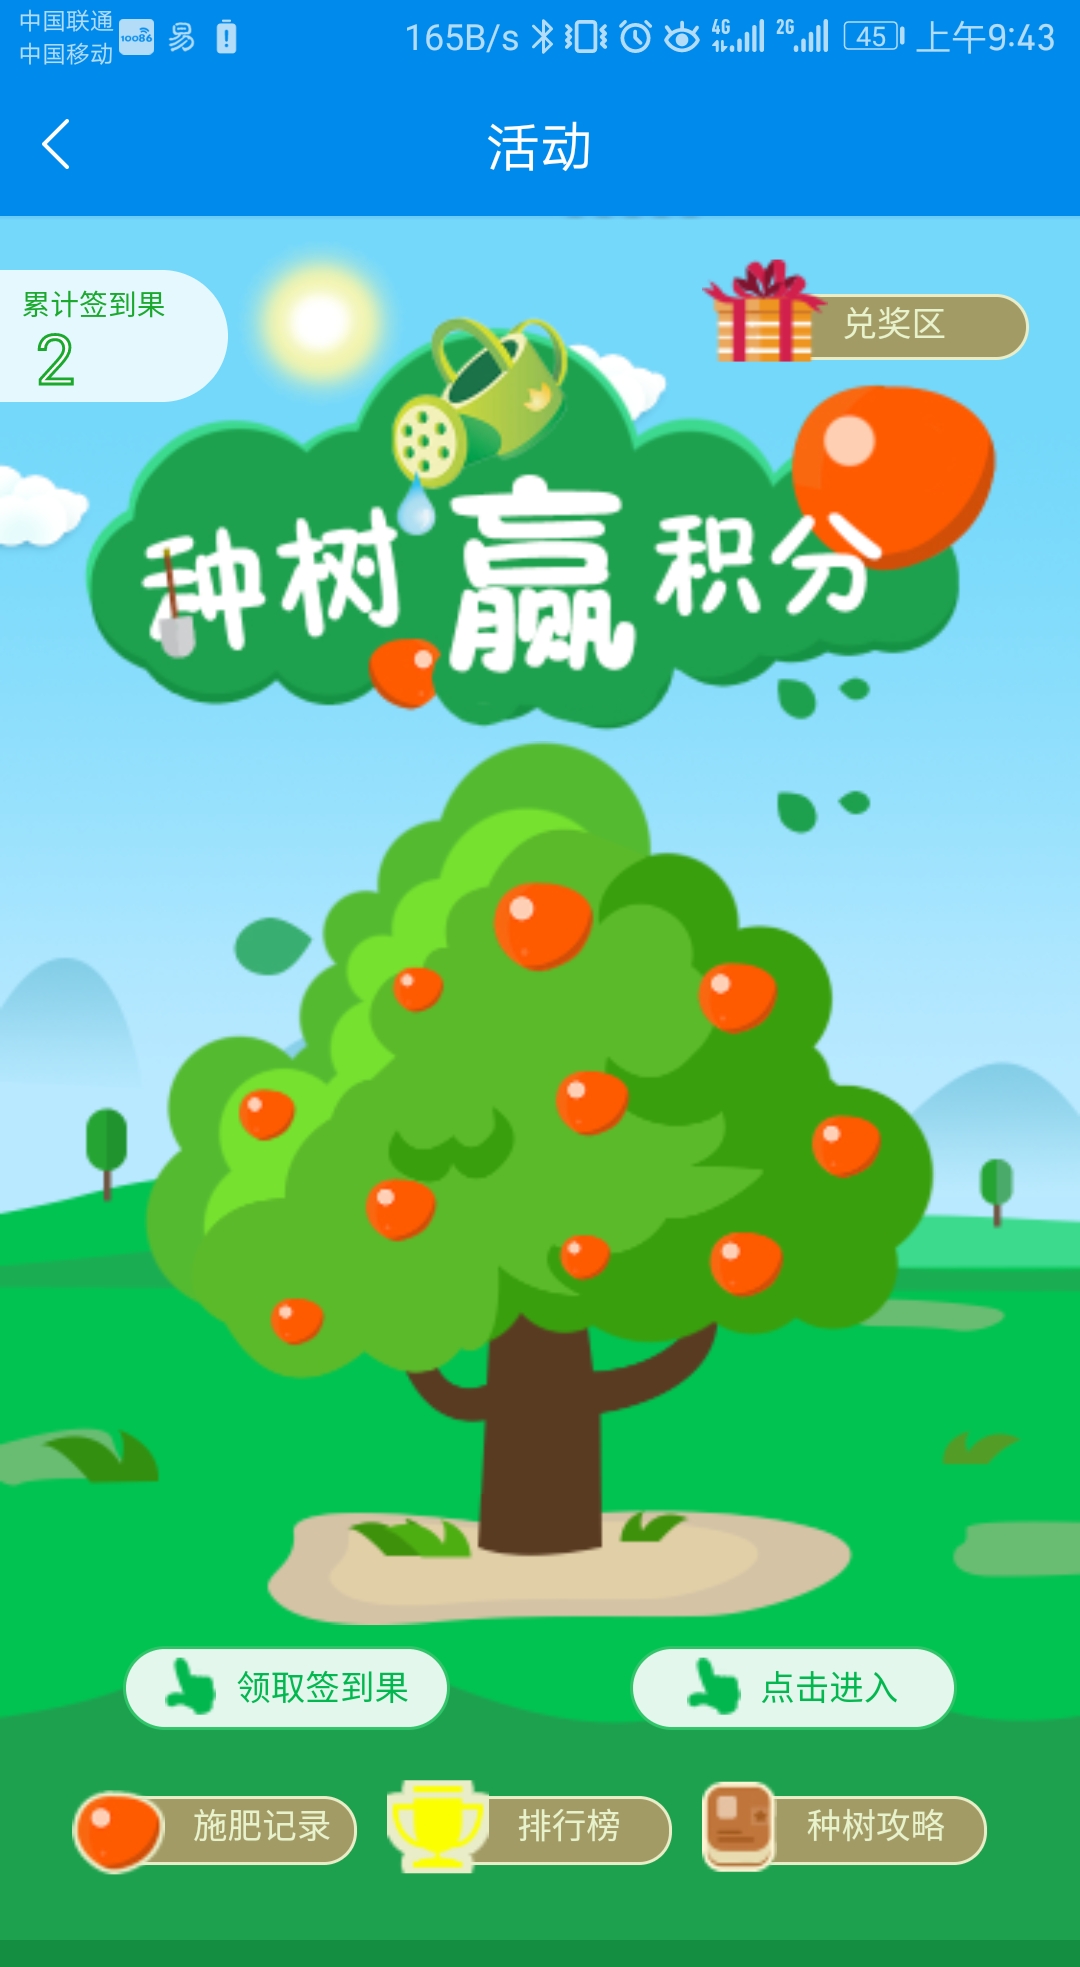 中国联通
中国移动
10086
165B/s
4G
2G
45
上午9:43
活动
累计签到果
2
兑奖区
种树赢积分
领取签到果
点击进入
施肥记录
排行榜
种树攻略